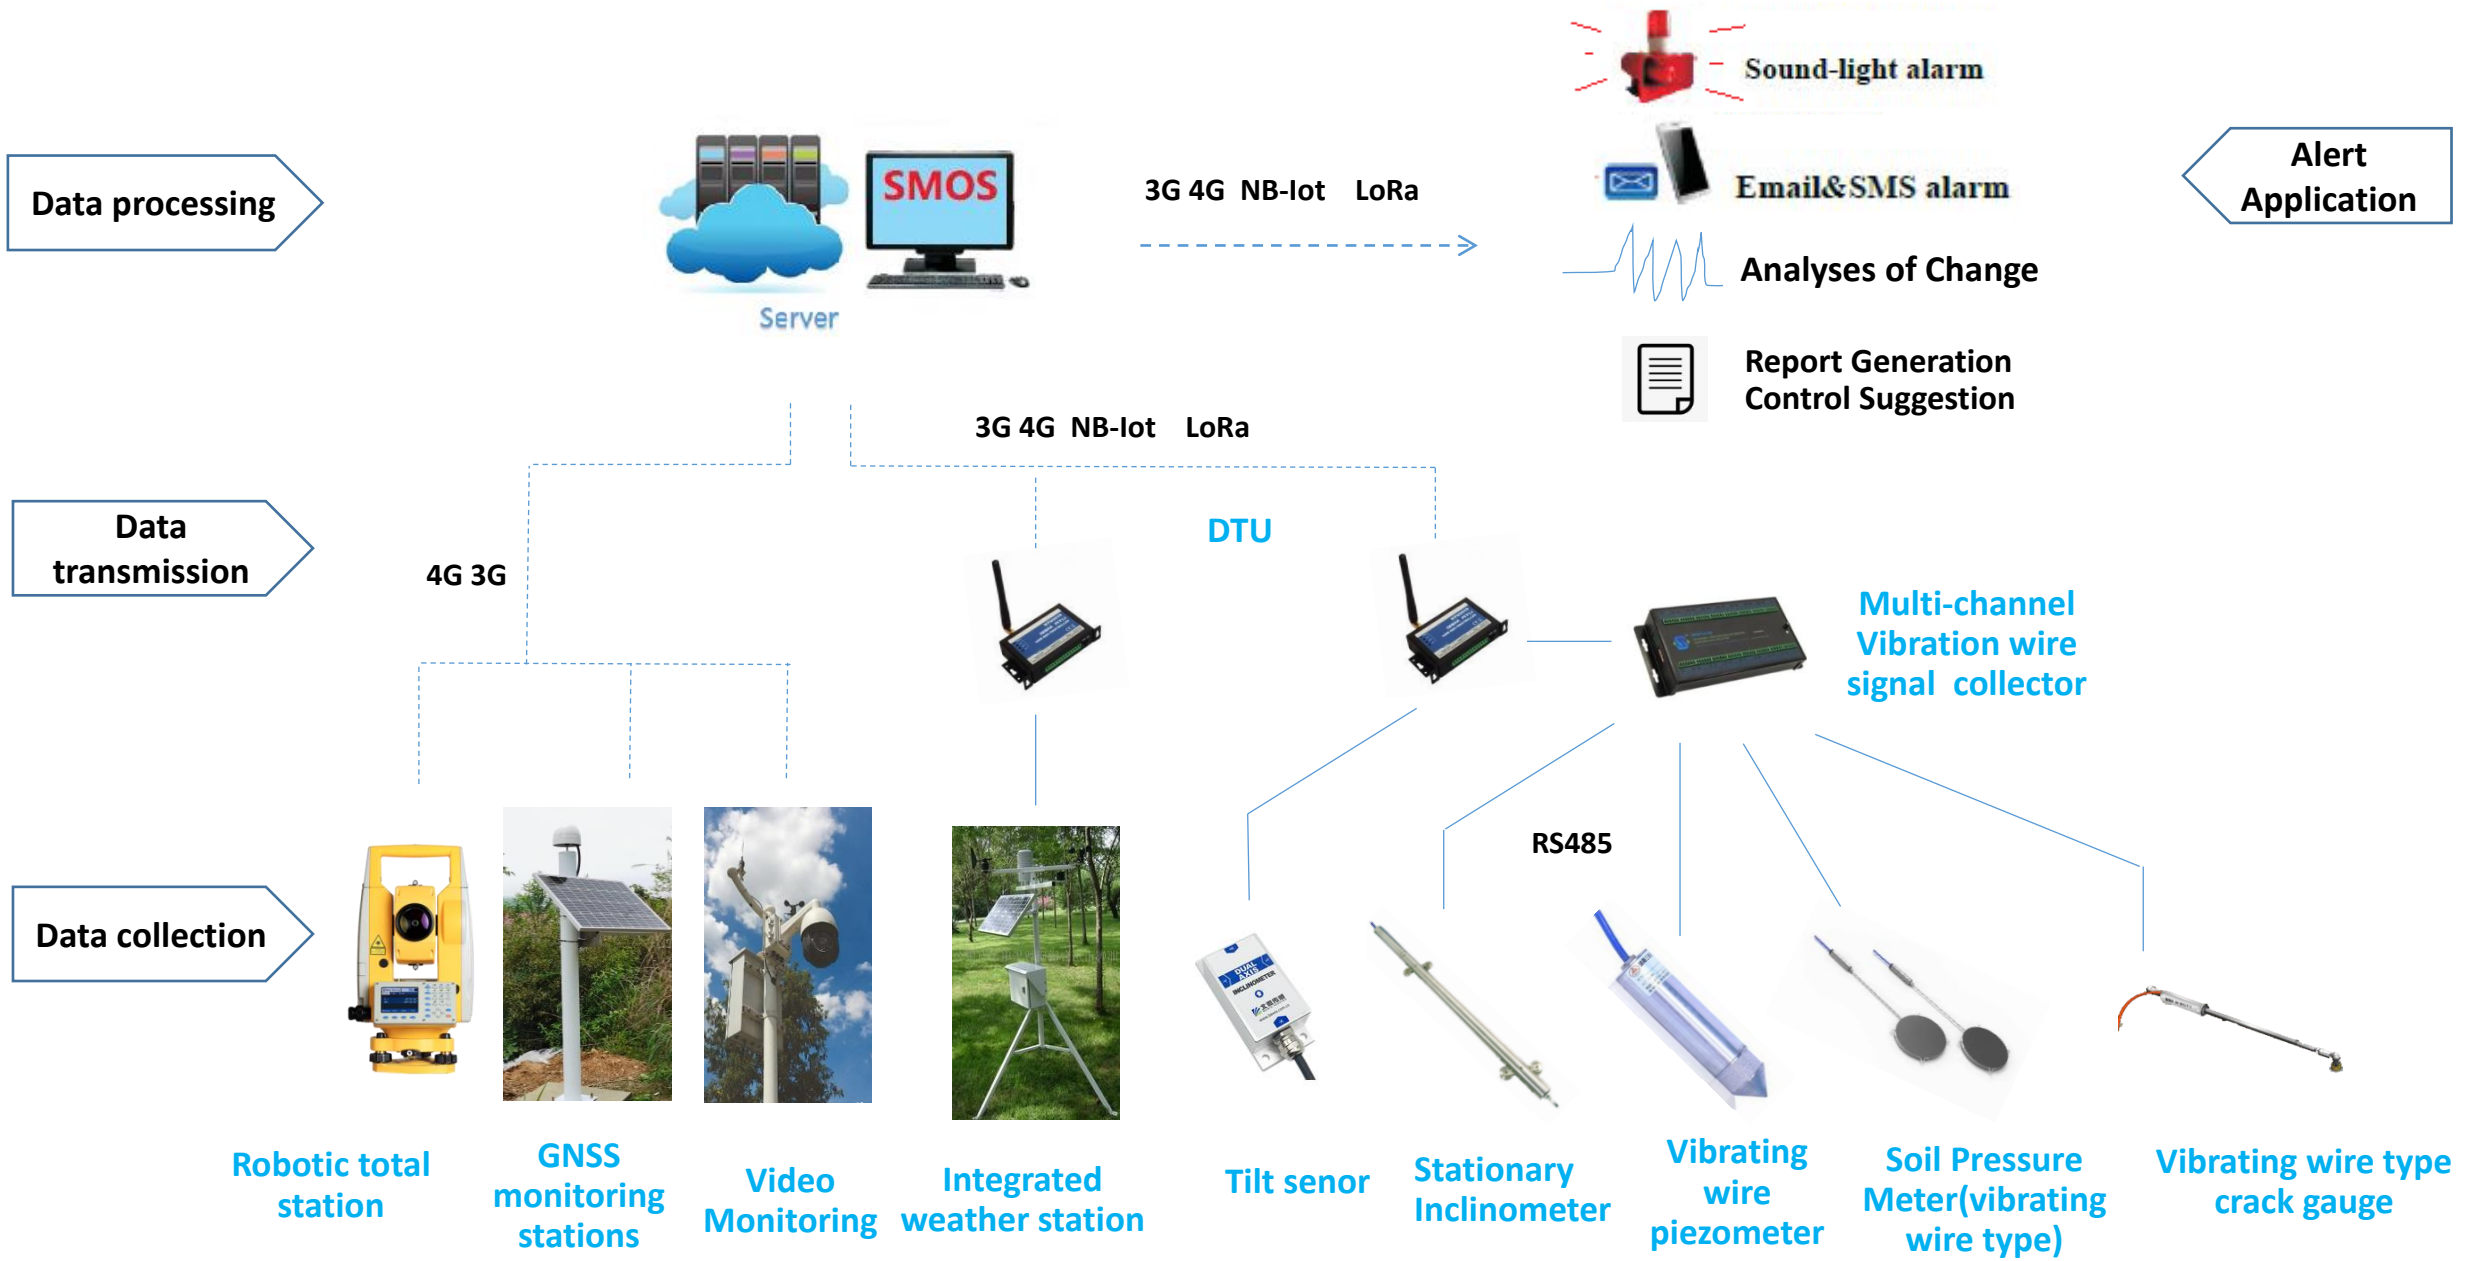 Sound-light alarm
Data processing
SMOS
3G 4G  NB-Iot    LoRa
Email&SMS alarm
Alert
Application
Analyses of Change
Server
Report Generation
Control Suggestion
3G 4G  NB-Iot    LoRa
Data
transmission
4G 3G
DTU
Multi-channel
Vibration wire
signal  collector
RS485
Data collection
DUAL
AXIS
INCLINOMETER
Robotic total
station
GNSS
monitoring
stations
Video
Monitoring
Integrated
weather station
Tilt senor
Stationary
Inclinometer
Vibrating
wire
piezometer
Soil Pressure
Meter(vibrating
wire type)
Vibrating wire type
crack gauge